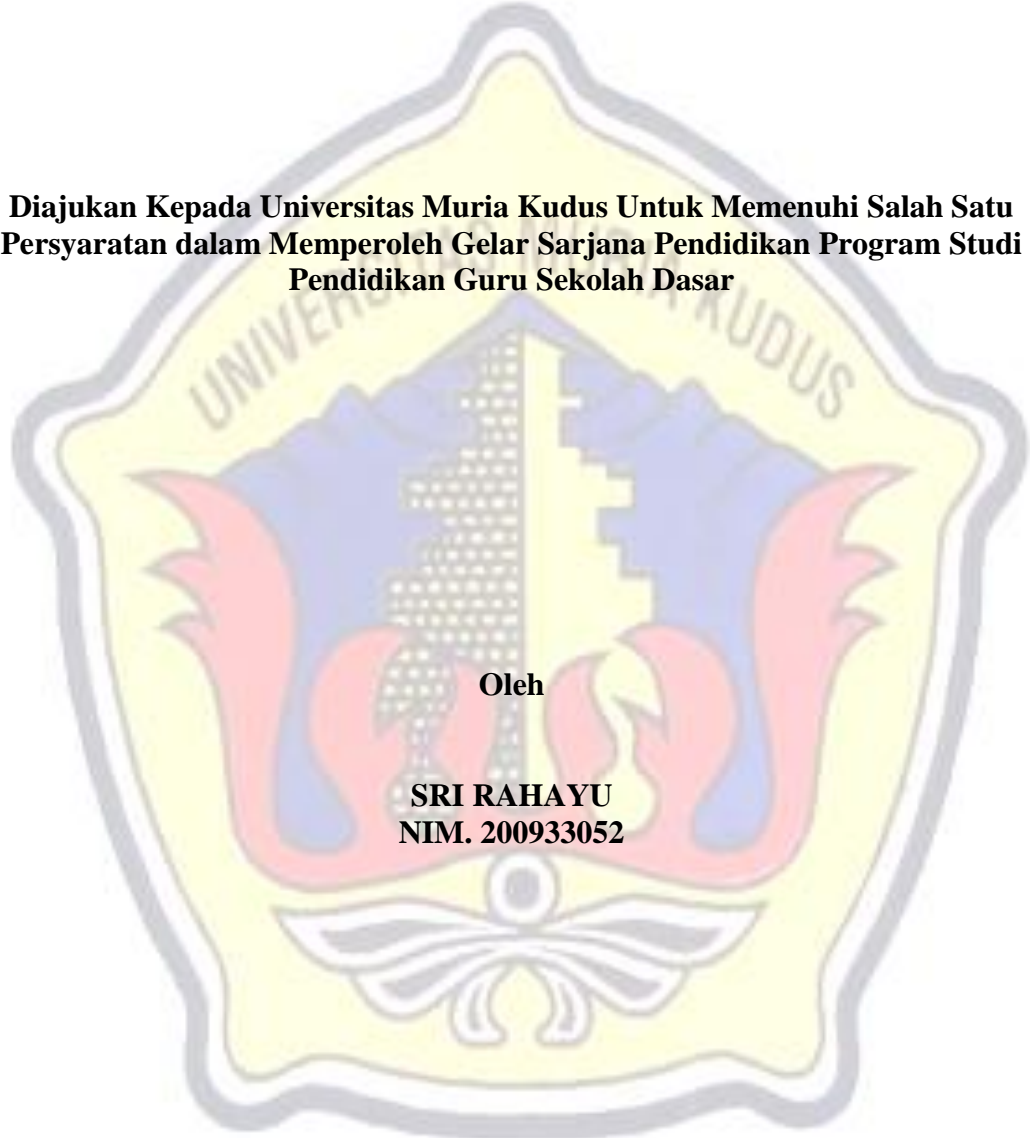 Diajukan Kepada Universitas Muria Kudus Untuk Memenuhi Salah Satu
Persyaratan dalam Memperoleh Gelar Sarjana Pendidikan Program Studi
Pendidikan Guru Sekolah Dasar
UNIVERSITAS MURIA KUDUS
Oleh
SRI RAHAYU
NIM. 200933052